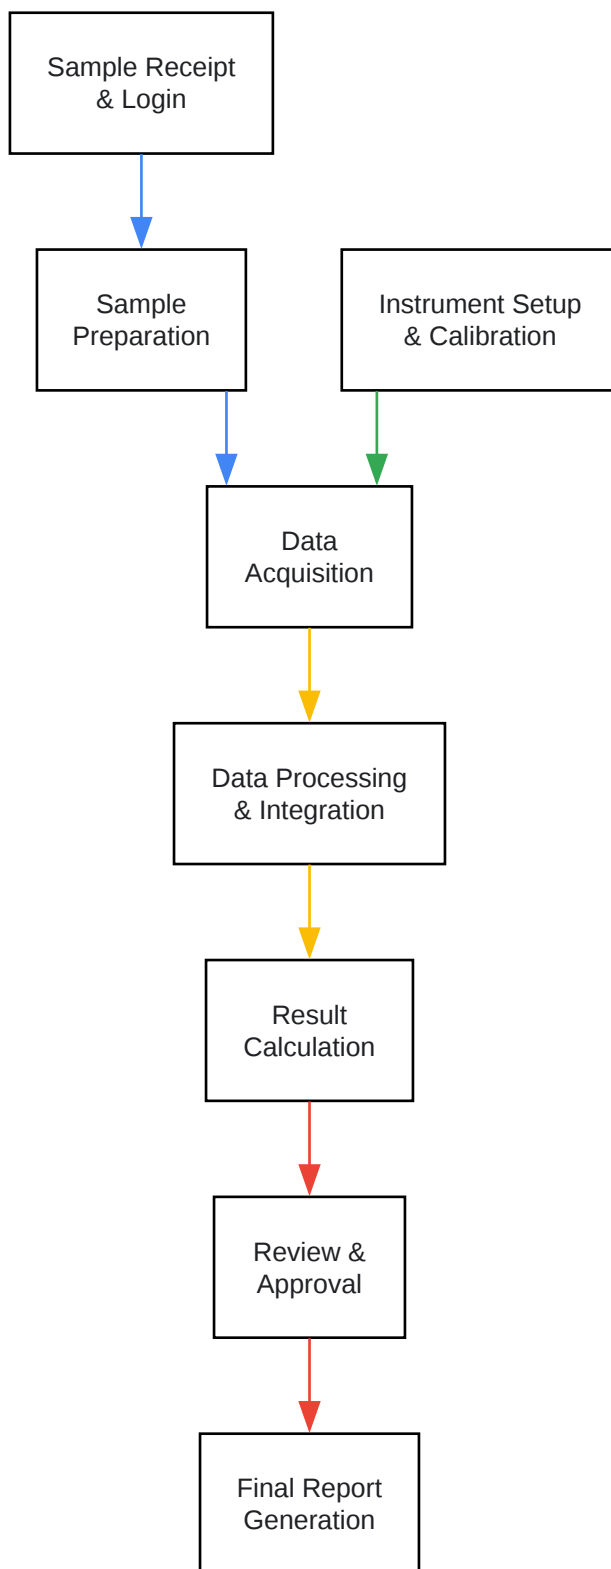 Sample Receipt
& Login
Sample
Preparation
Instrument Setup
& Calibration
Data
Acquisition
Data Processing
& Integration
Result
Calculation
Review &
Approval
Final Report
Generation